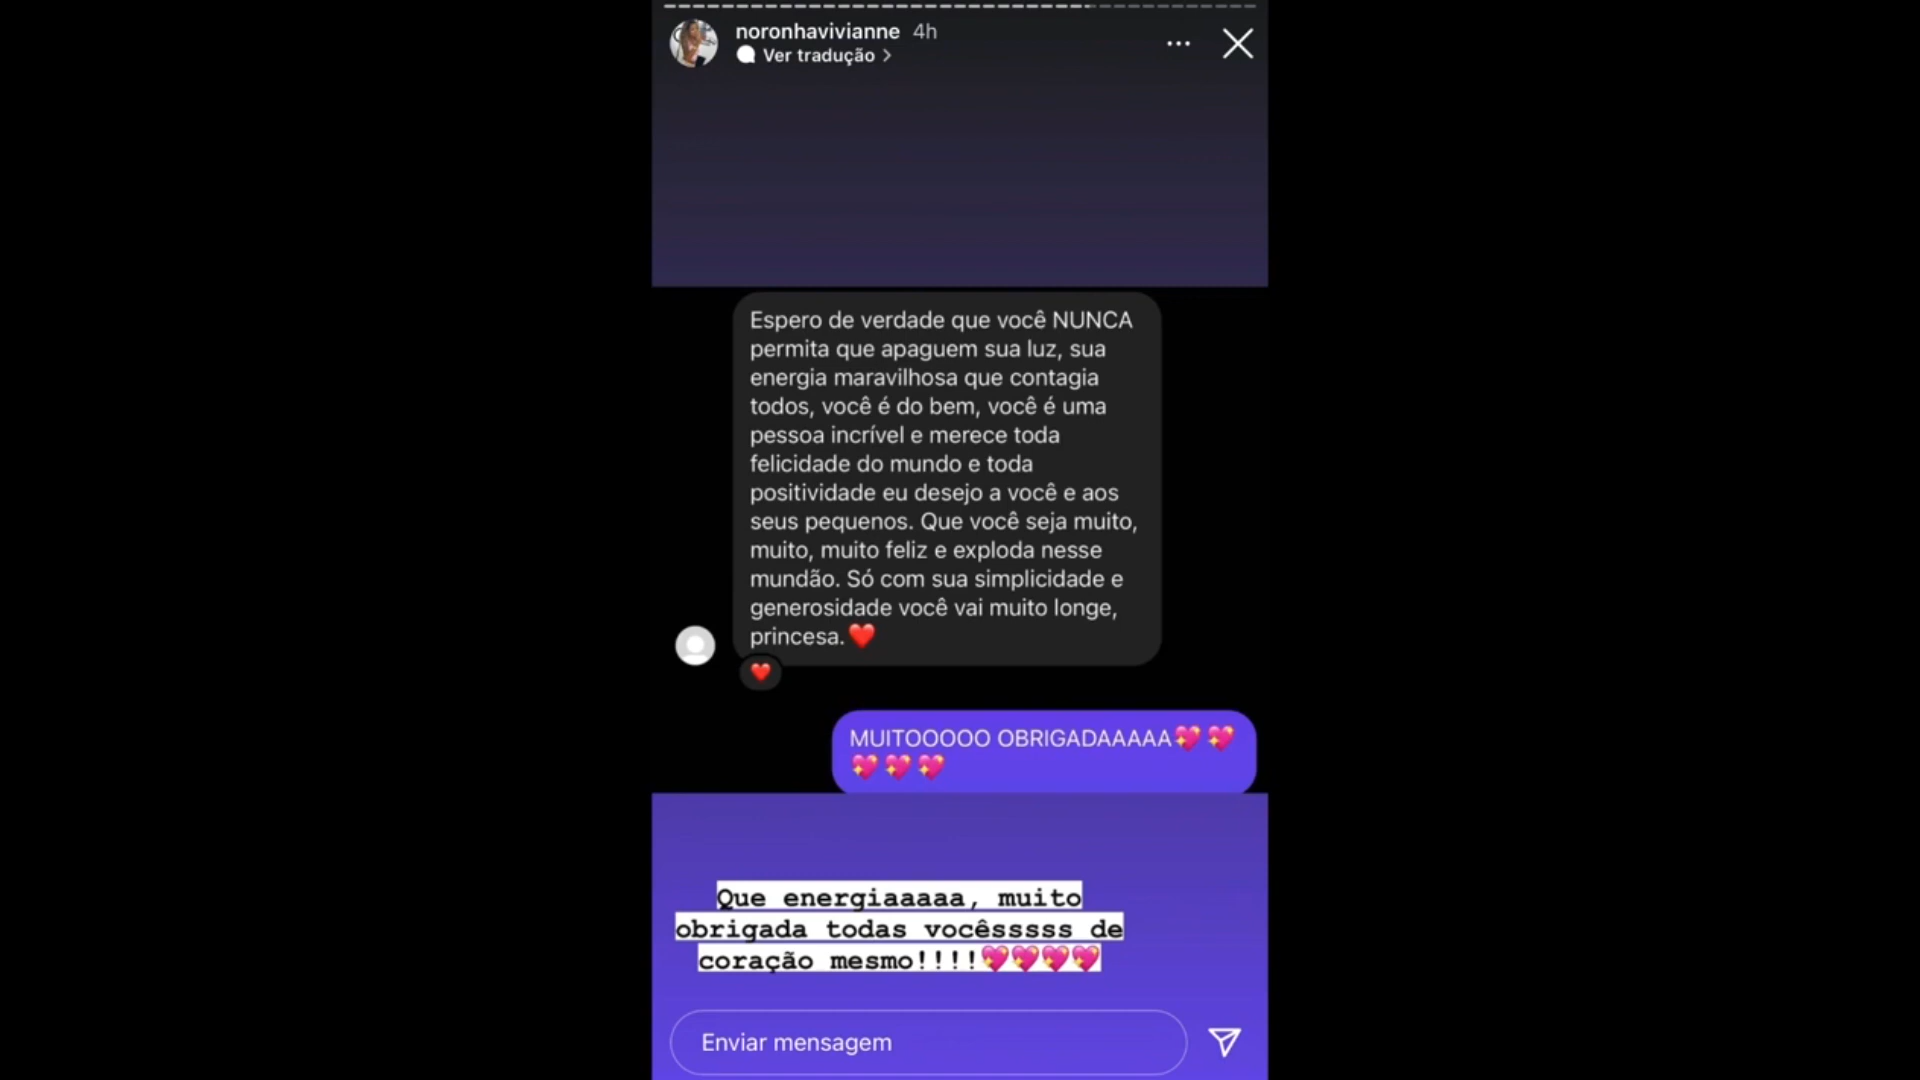 noronhavivianne 4h
Ver tradução
Espero de verdade que você NUNCA
permita que apaguem sua luz, sua
energia maravilhosa que contagia
todos, você é do bem, você é uma
pessoa incrível e merece toda
felicidade do mundo e toda
positividade eu desejo a você e aos
seus pequenos. Que você seja muito,
muito, muito feliz e exploda nesse
mundão. Só com sua simplicidade e
generosidade você vai muito longe,
princesa.❤️
❤️
MUITOOOOO OBRIGADAAAAA💖💖
💖💖💖
Que energiaaaaa, muito
obrigada todas vocêsssss de
coração mesmo!!!!💖💖💖💖
Enviar mensagem